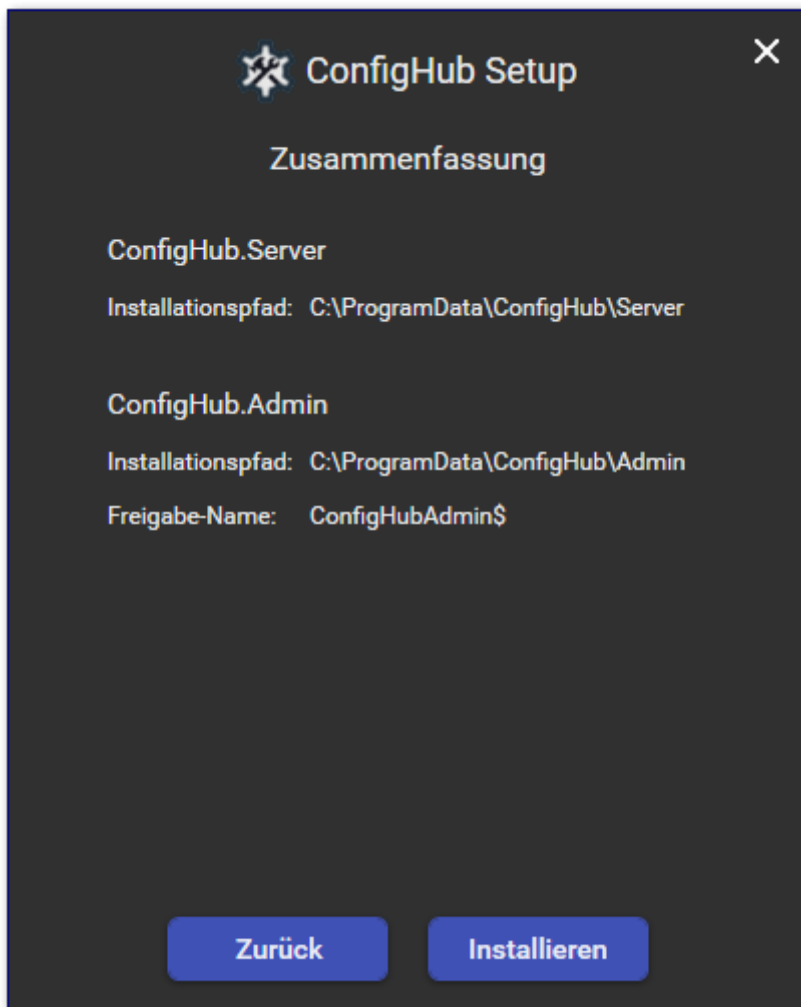 ConfigHub Setup
Zusammenfassung
ConfigHub.Server
Installationspfad: C:\ProgramData\ConfigHub\Server
ConfigHub.Admin
Installationspfad: C:\ProgramData\ConfigHub\Admin
Freigabe-Name: ConfigHubAdmin$
Zurück Installieren